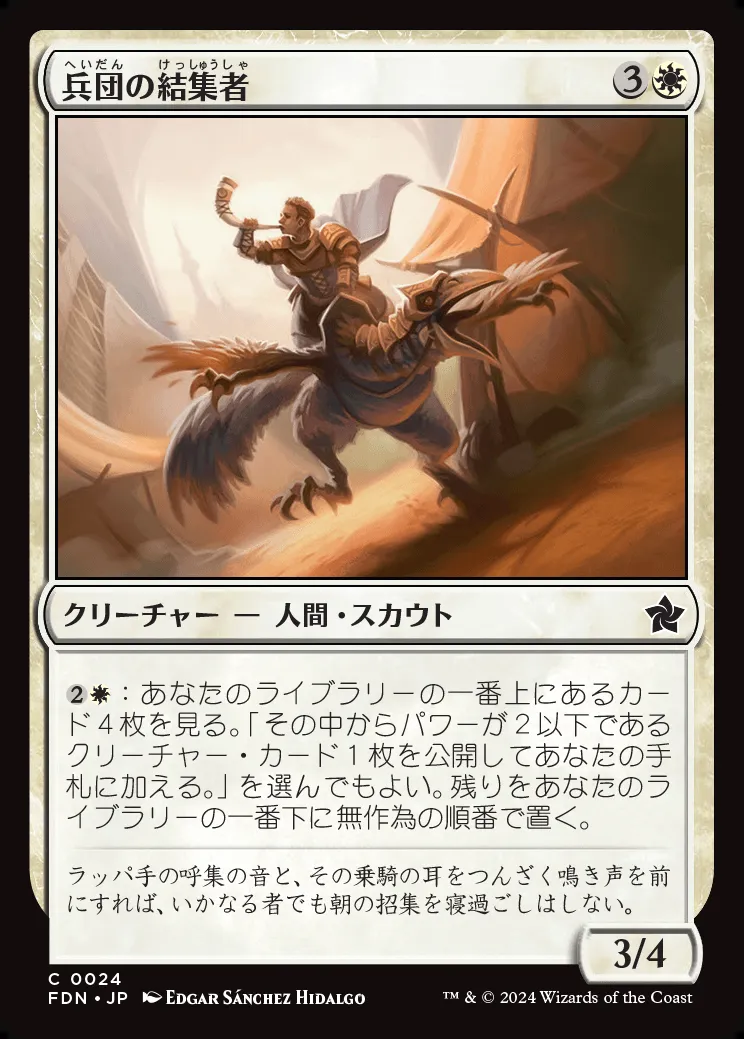 へいだん けっしゅうしゃ
兵団の結集者 3
クリーチャー — 人間・スカウト
2：あなたのライブラリーの一番上にあるカー
ド４枚を見る。「その中からパワーが２以下である
クリーチャー・カード１枚を公開してあなたの手
札に加える。」を選んでもよい。残りをあなたのラ
イブラリーの一番下に無作為の順番で置く。
ラッパ手の呼集の音と、その乗騎の耳をつんざく鳴き声を前
にすれば、いかなる者でも朝の招集を寝過ごしはしない。
3/4
C 0024
FDN • JP EDGAR SÁNCHEZ HIDALGO
™ & © 2024 Wizards of the Coast